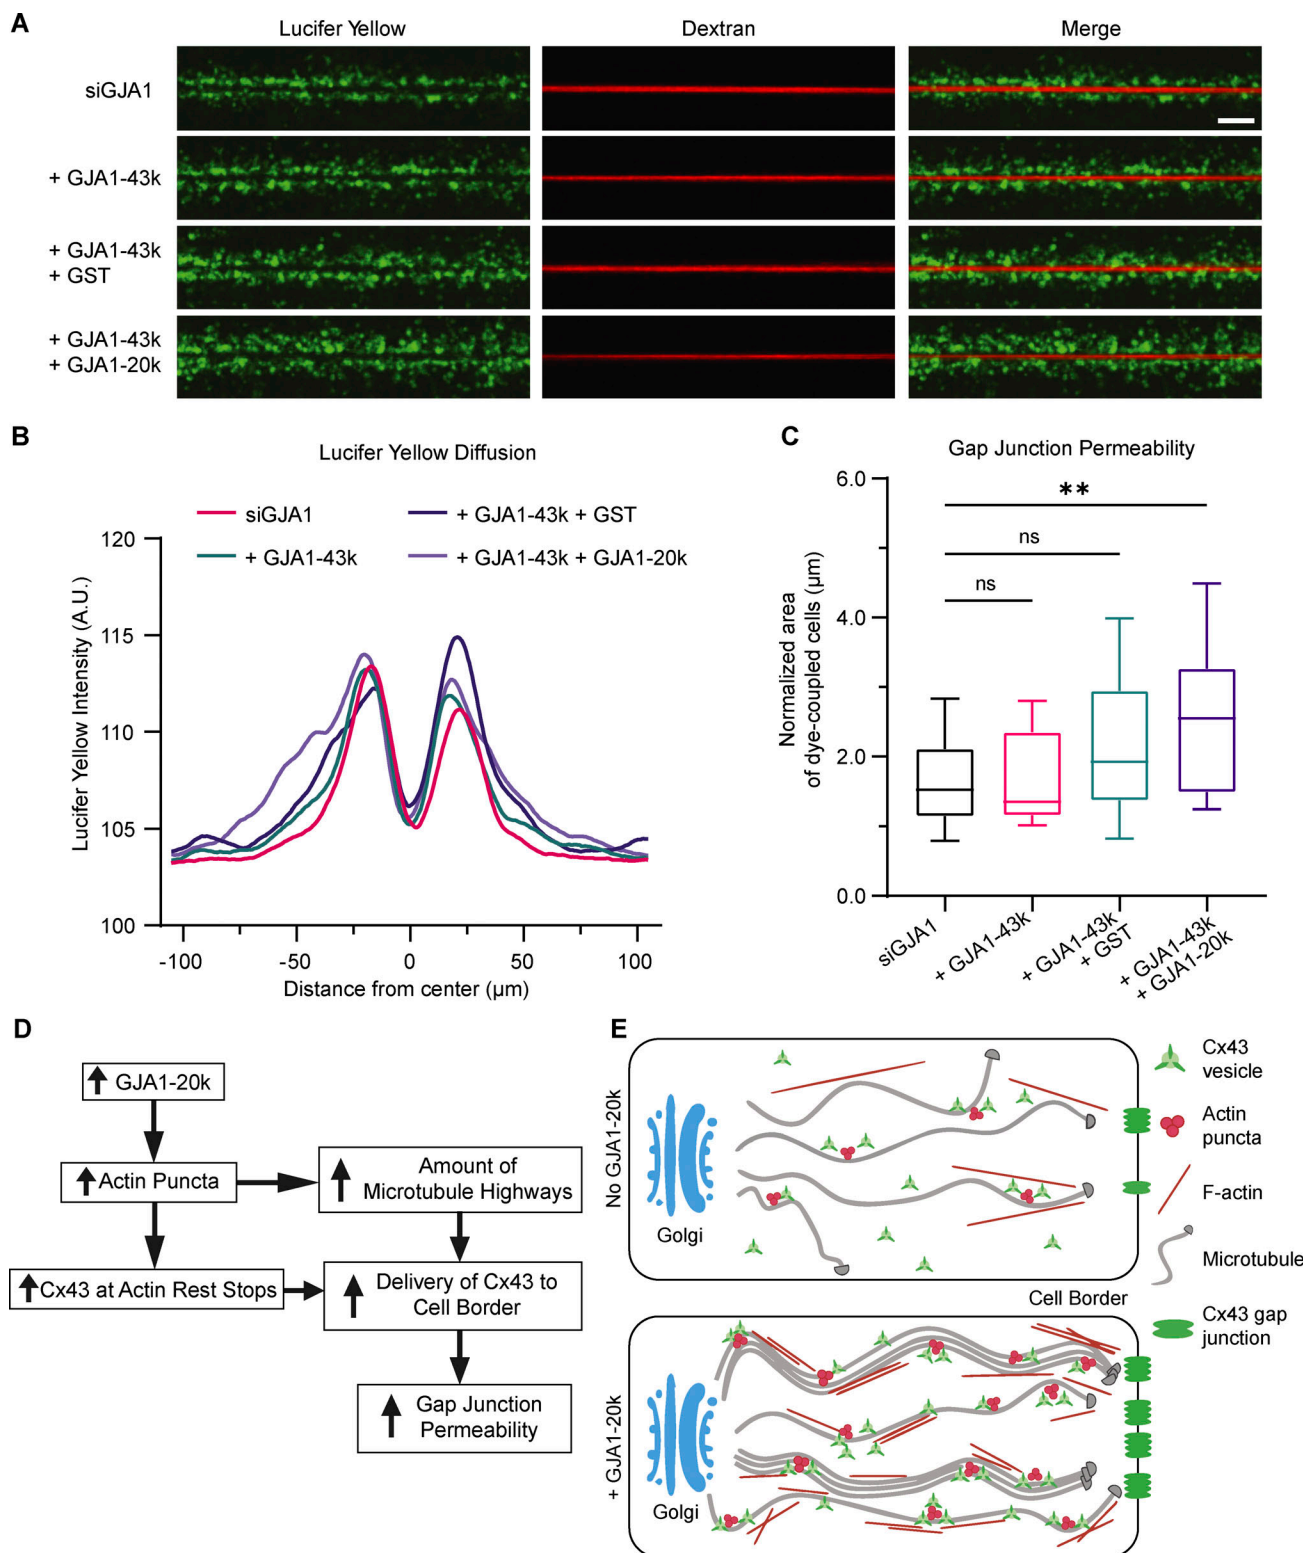 A
Lucifer Yellow
Dextran
Merge
siGJA1
+ GJA1-43k
+ GJA1-43k
+ GST
+ GJA1-43k
+ GJA1-20k
B
Lucifer Yellow Diffusion
siGJA1
+ GJA1-43k + GST
+ GJA1-43k
+ GJA1-43k + GJA1-20k
Lucifer Yellow Intensity (A.U.)
120
115
110
105
100
-100
-50
0
50
100
Distance from center (µm)
C
Gap Junction Permeability
Normalized area
of dye-coupled cells (µm)
6.0
4.0
2.0
0.0
**
ns
ns
siGJA1
+ GJA1-43k
+ GJA1-43k
+ GST
+ GJA1-43k
+ GJA1-20k
D
GJA1-20k
Actin Puncta
Amount of
Microtubule Highways
Cx43 at Actin Rest Stops
Delivery of Cx43 to
Cell Border
Gap Junction
Permeability
E
No GJA1-20k
Golgi
Cell Border
+ GJA1-20k
Golgi
Cx43
vesicle
Actin
puncta
F-actin
Microtubule
Cx43 gap
junction